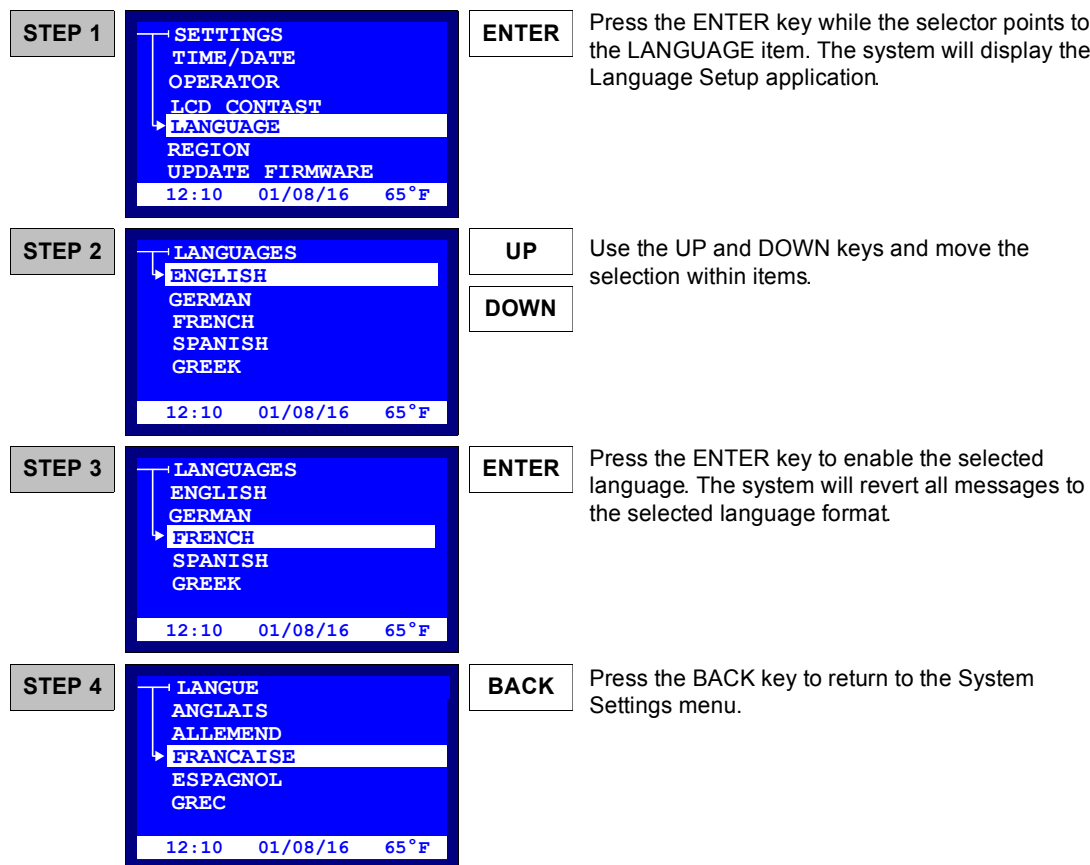 STEP 1
SETTINGS
TIME/DATE
OPERATOR
LCD CONTAST
LANGUAGE
REGION
UPDATE FIRMWARE
12:10 01/08/16 65°F
ENTER
Press the ENTER key while the selector points to
the LANGUAGE item. The system will display the
Language Setup application.
STEP 2
LANGUAGES
ENGLISH
GERMAN
FRENCH
SPANISH
GREEK
12:10 01/08/16 65°F
UP
DOWN
Use the UP and DOWN keys and move the
selection within items.
STEP 3
LANGUAGES
ENGLISH
GERMAN
FRENCH
SPANISH
GREEK
12:10 01/08/16 65°F
ENTER
Press the ENTER key to enable the selected
language. The system will revert all messages to
the selected language format.
STEP 4
LANGUE
ANGLAIS
ALLEMEND
FRANCAISE
ESPAGNOL
GREC
12:10 01/08/16 65°F
BACK
Press the BACK key to return to the System
Settings menu.